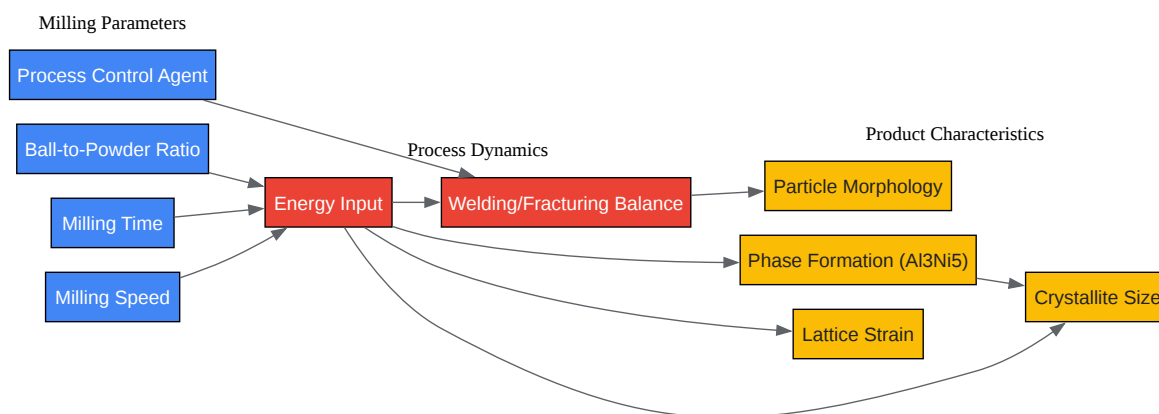 Milling Parameters
Process Control Agent
Ball-to-Powder Ratio
Milling Time
Milling Speed
Process Dynamics
Energy Input
Welding/Fracturing Balance
Product Characteristics
Particle Morphology
Phase Formation (Al3Ni5)
Lattice Strain
Crystallite Size